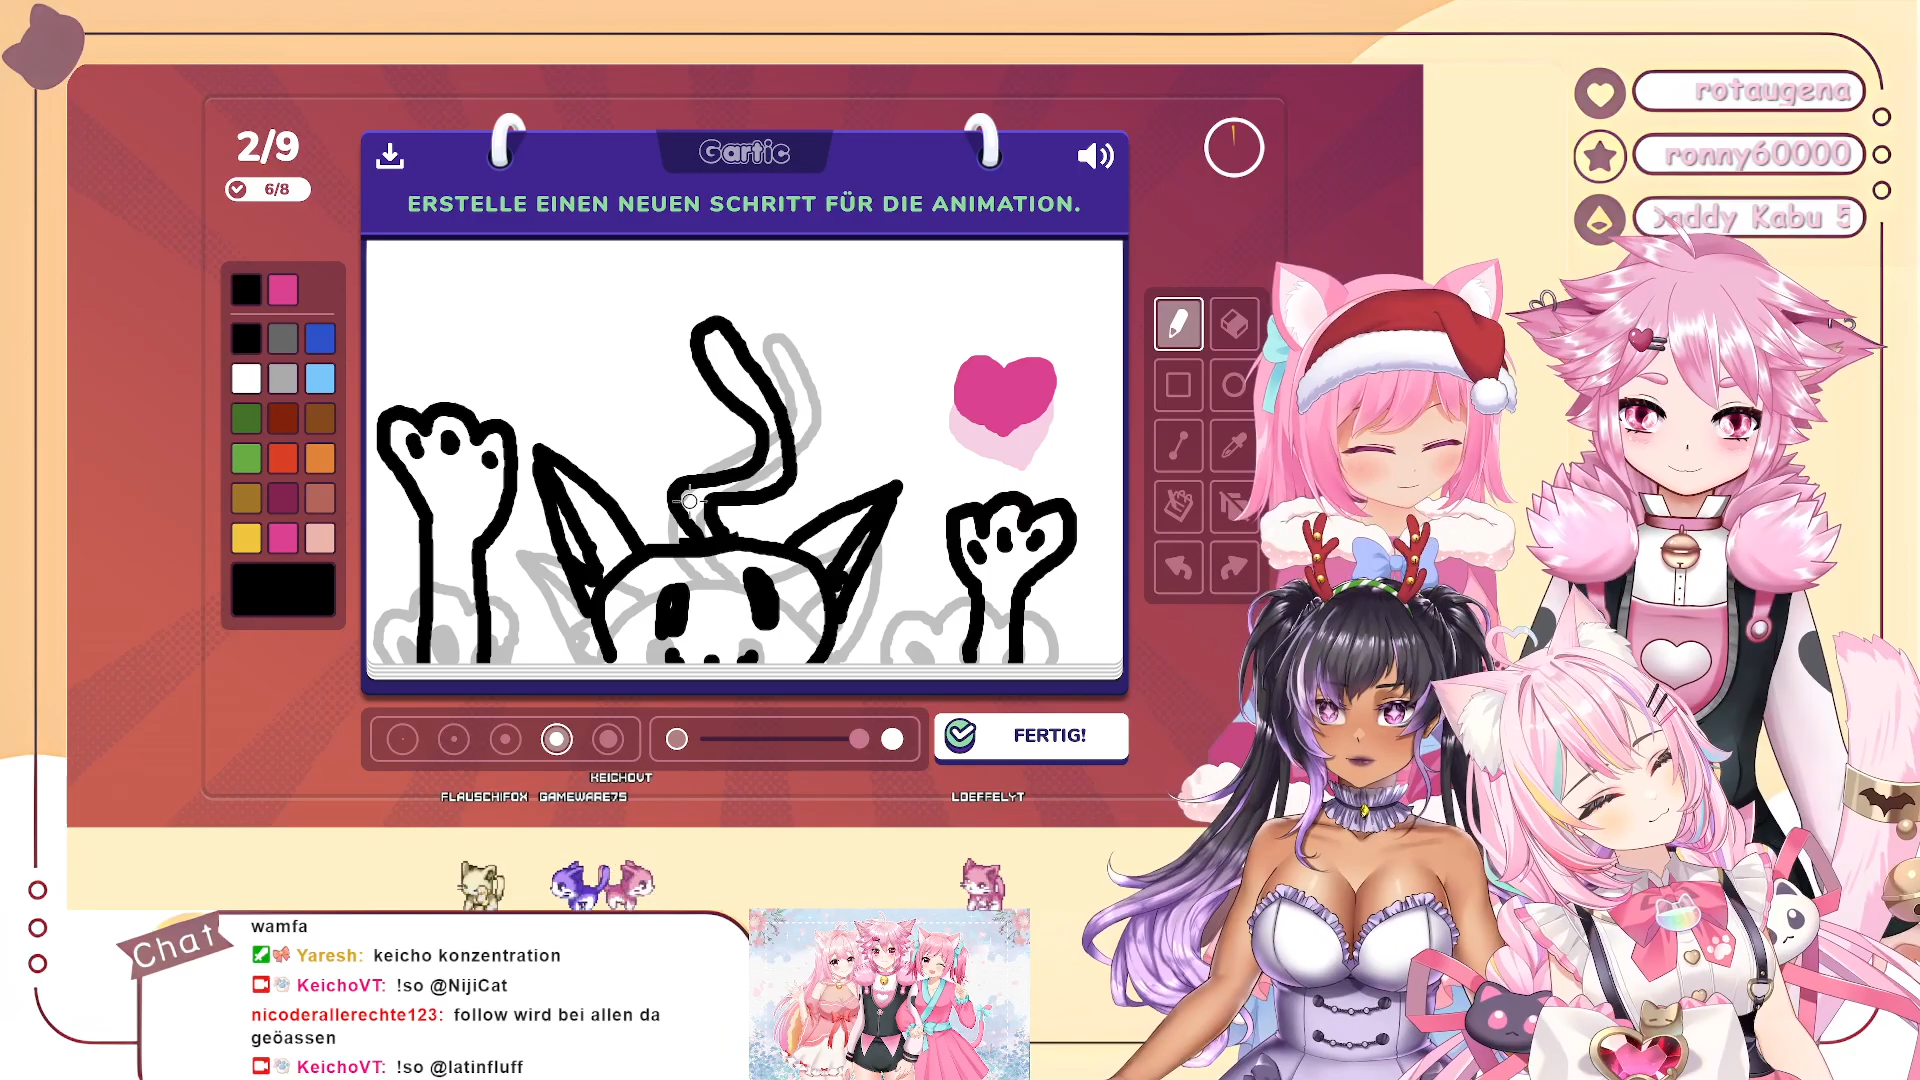 2/9
6/8
Gartic
ERSTELLE EINEN NEUEN SCHRITT FÜR DIE ANIMATION.
rotaugena
ronny60000
Daddy Kabu 5
FERTIG!
KEICHOVT
FLAUSCHIFOX GAMEWARE75
LOEFFELYT
Chat
wamfa
Yaresh: keicho konzentration
KeichoVT: !so @NijiCat
nicoderallerechte123: follow wird bei allen da
geöassen
KeichoVT: !so @latinfluff